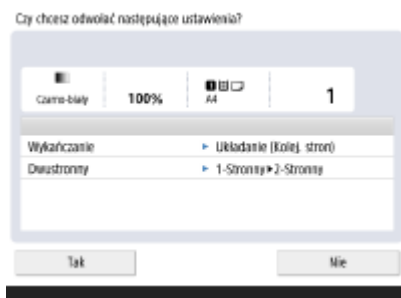 Czy chcesz odwołać następujące ustawienia?
Czarno-biały
100%
1
A4
1
Wykańczanie
Układanie (Kolej. stron)
Dwustronny
1-Stronny►2-Stronny
Tak
Nie